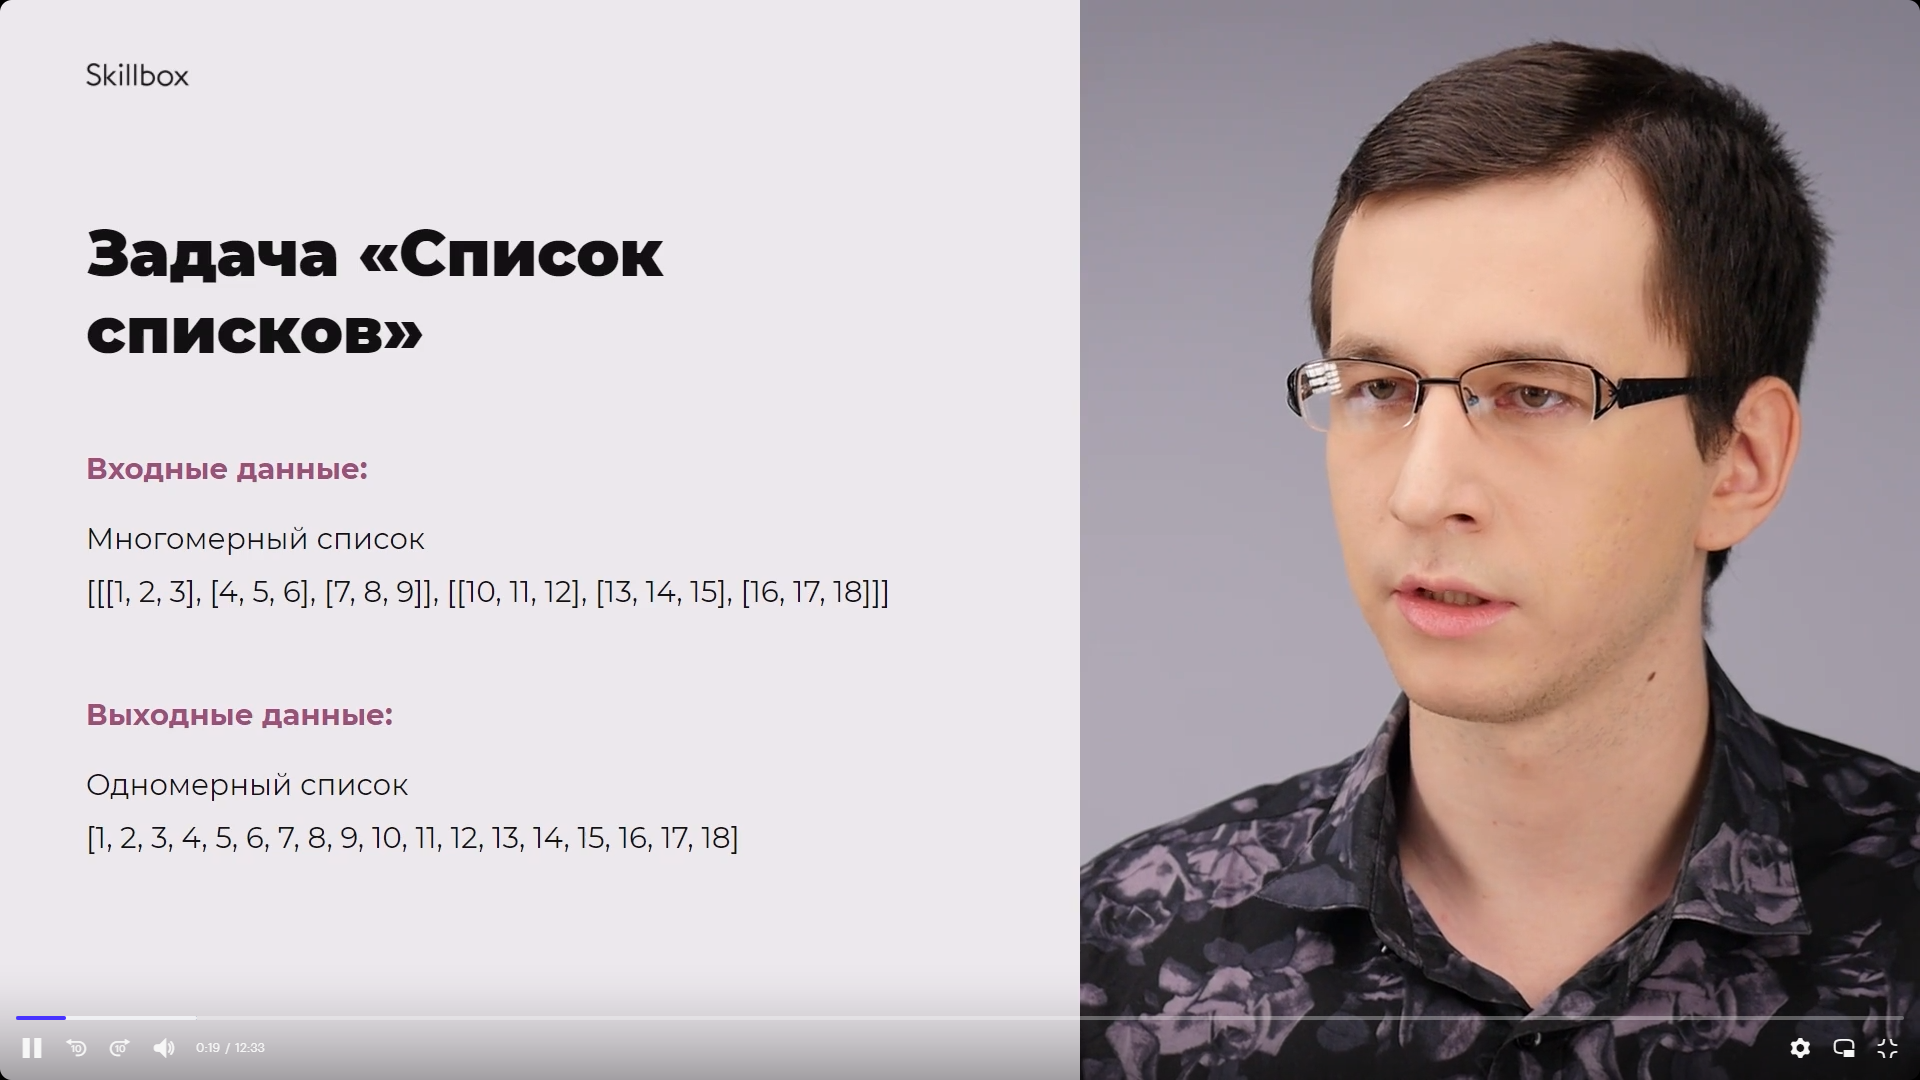 Skillbox
Задача «Список
списков»
Входные данные:
Многомерный список
[[[1, 2, 3], [4, 5, 6], [7, 8, 9]], [[10, 11, 12], [13, 14, 15], [16, 17, 18]]]
Выходные данные:
Одномерный список
[1, 2, 3, 4, 5, 6, 7, 8, 9, 10, 11, 12, 13, 14, 15, 16, 17, 18]
10
10
0:19 / 12:33